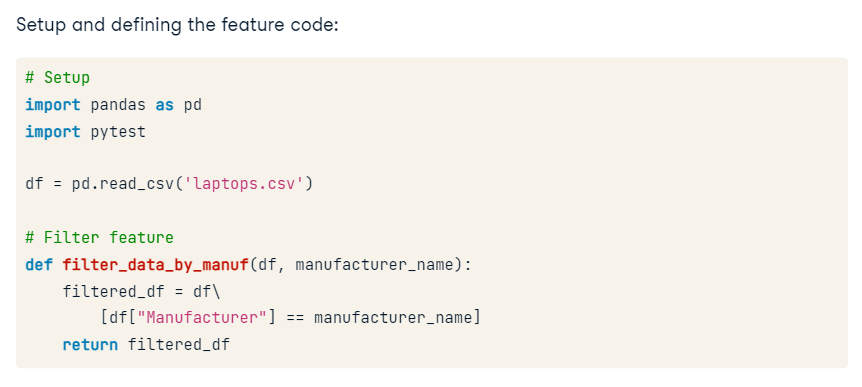 Setup and defining the feature code:
# Setup
import pandas as pd
import pytest
df = pd.read_csv('laptops.csv')
# Filter feature
def filter_data_by_manuf(df, manufacturer_name):
    filtered_df = df\
        [df["Manufacturer"] == manufacturer_name]
    return filtered_df